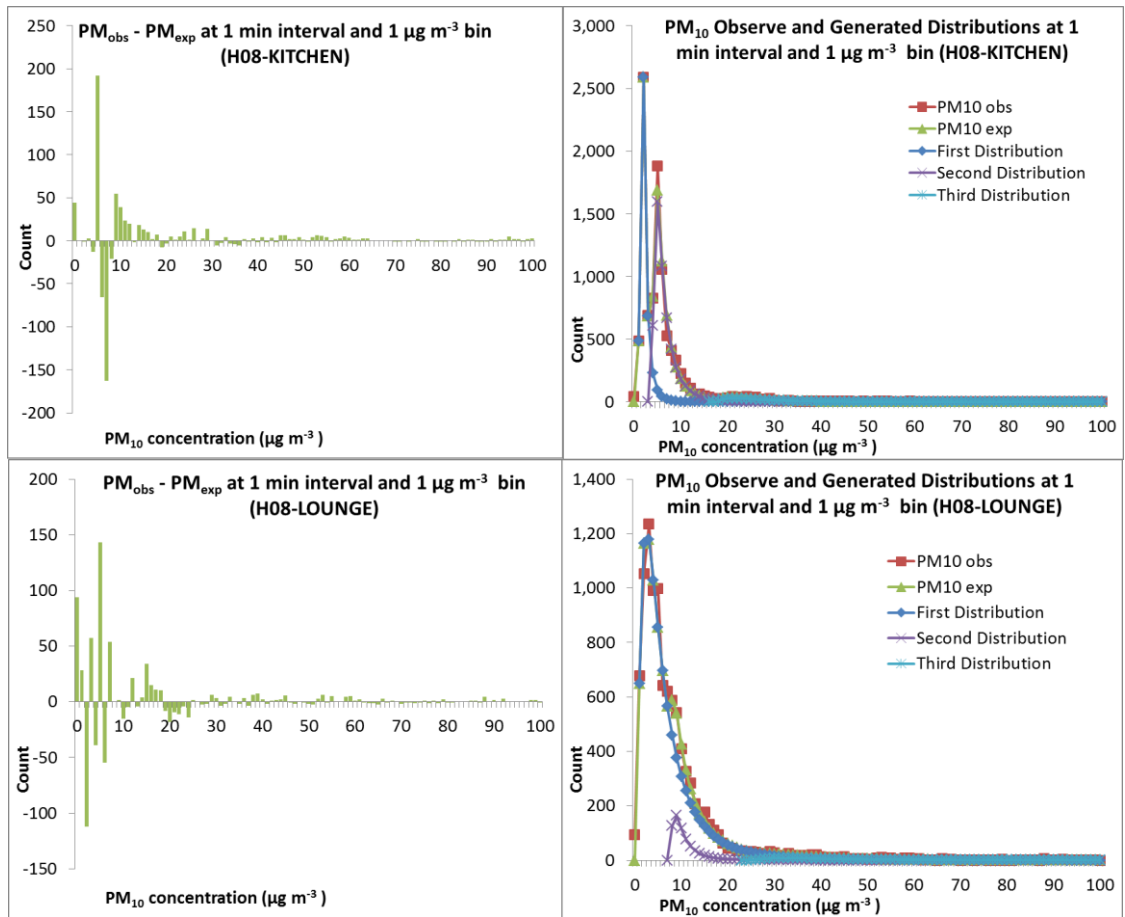 PMobs - PMexp at 1 min interval and 1 µg m-3 bin
(H08-KITCHEN)
250
200
150
100
50
0
-50
-100
-150
-200
Count
0 10 20 30 40 50 60 70 80 90 100
PM10 concentration (µg m-3 )
PM10 Observe and Generated Distributions at 1
min interval and 1 µg m-3 bin (H08-KITCHEN)
3,000
2,500
2,000
1,500
1,000
500
0
Count
PM10 obs
PM10 exp
First Distribution
Second Distribution
Third Distribution
0 10 20 30 40 50 60 70 80 90 100
PM10 concentration (µg m-3 )
PMobs - PMexp at 1 min interval and 1 µg m-3 bin
(H08-LOUNGE)
200
150
100
50
0
-50
-100
-150
Count
0 10 20 30 40 50 60 70 80 90 100
PM10 concentration (µg m-3 )
PM10 Observe and Generated Distributions at 1
min interval and 1 µg m-3 bin (H08-LOUNGE)
1,400
1,200
1,000
800
600
400
200
0
Count
PM10 obs
PM10 exp
First Distribution
Second Distribution
Third Distribution
0 10 20 30 40 50 60 70 80 90 100
PM10 concentration (µg m-3 )